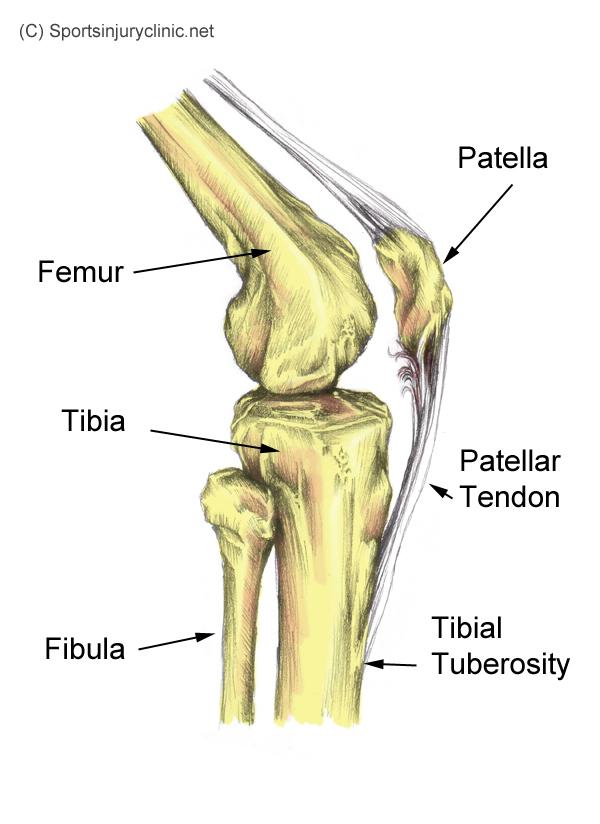 (C) Sportsinjuryclinic.net
Patella
Femur
Tibia
Patellar
Tendon
Tibial
Tuberosity
Fibula